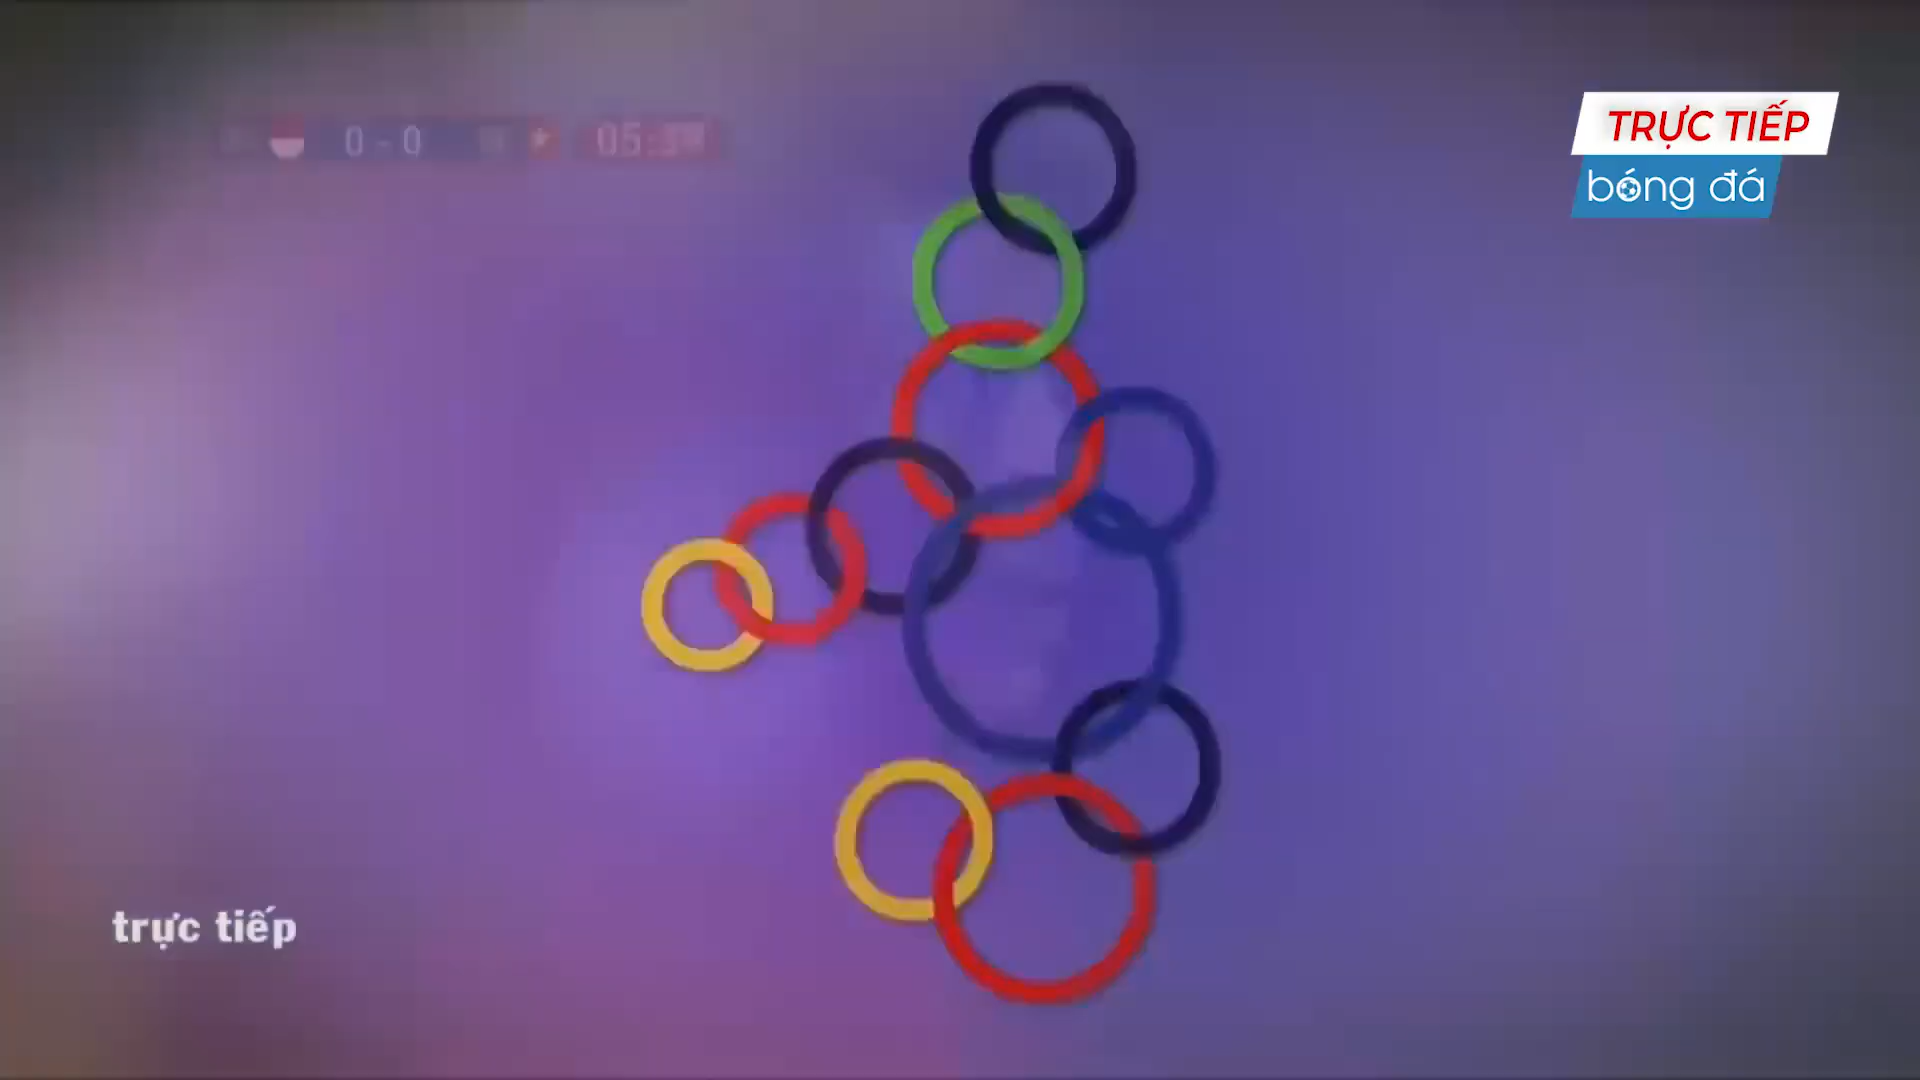 0 - 0
TRỰC TIẾP
bóng đá
trực tiếp